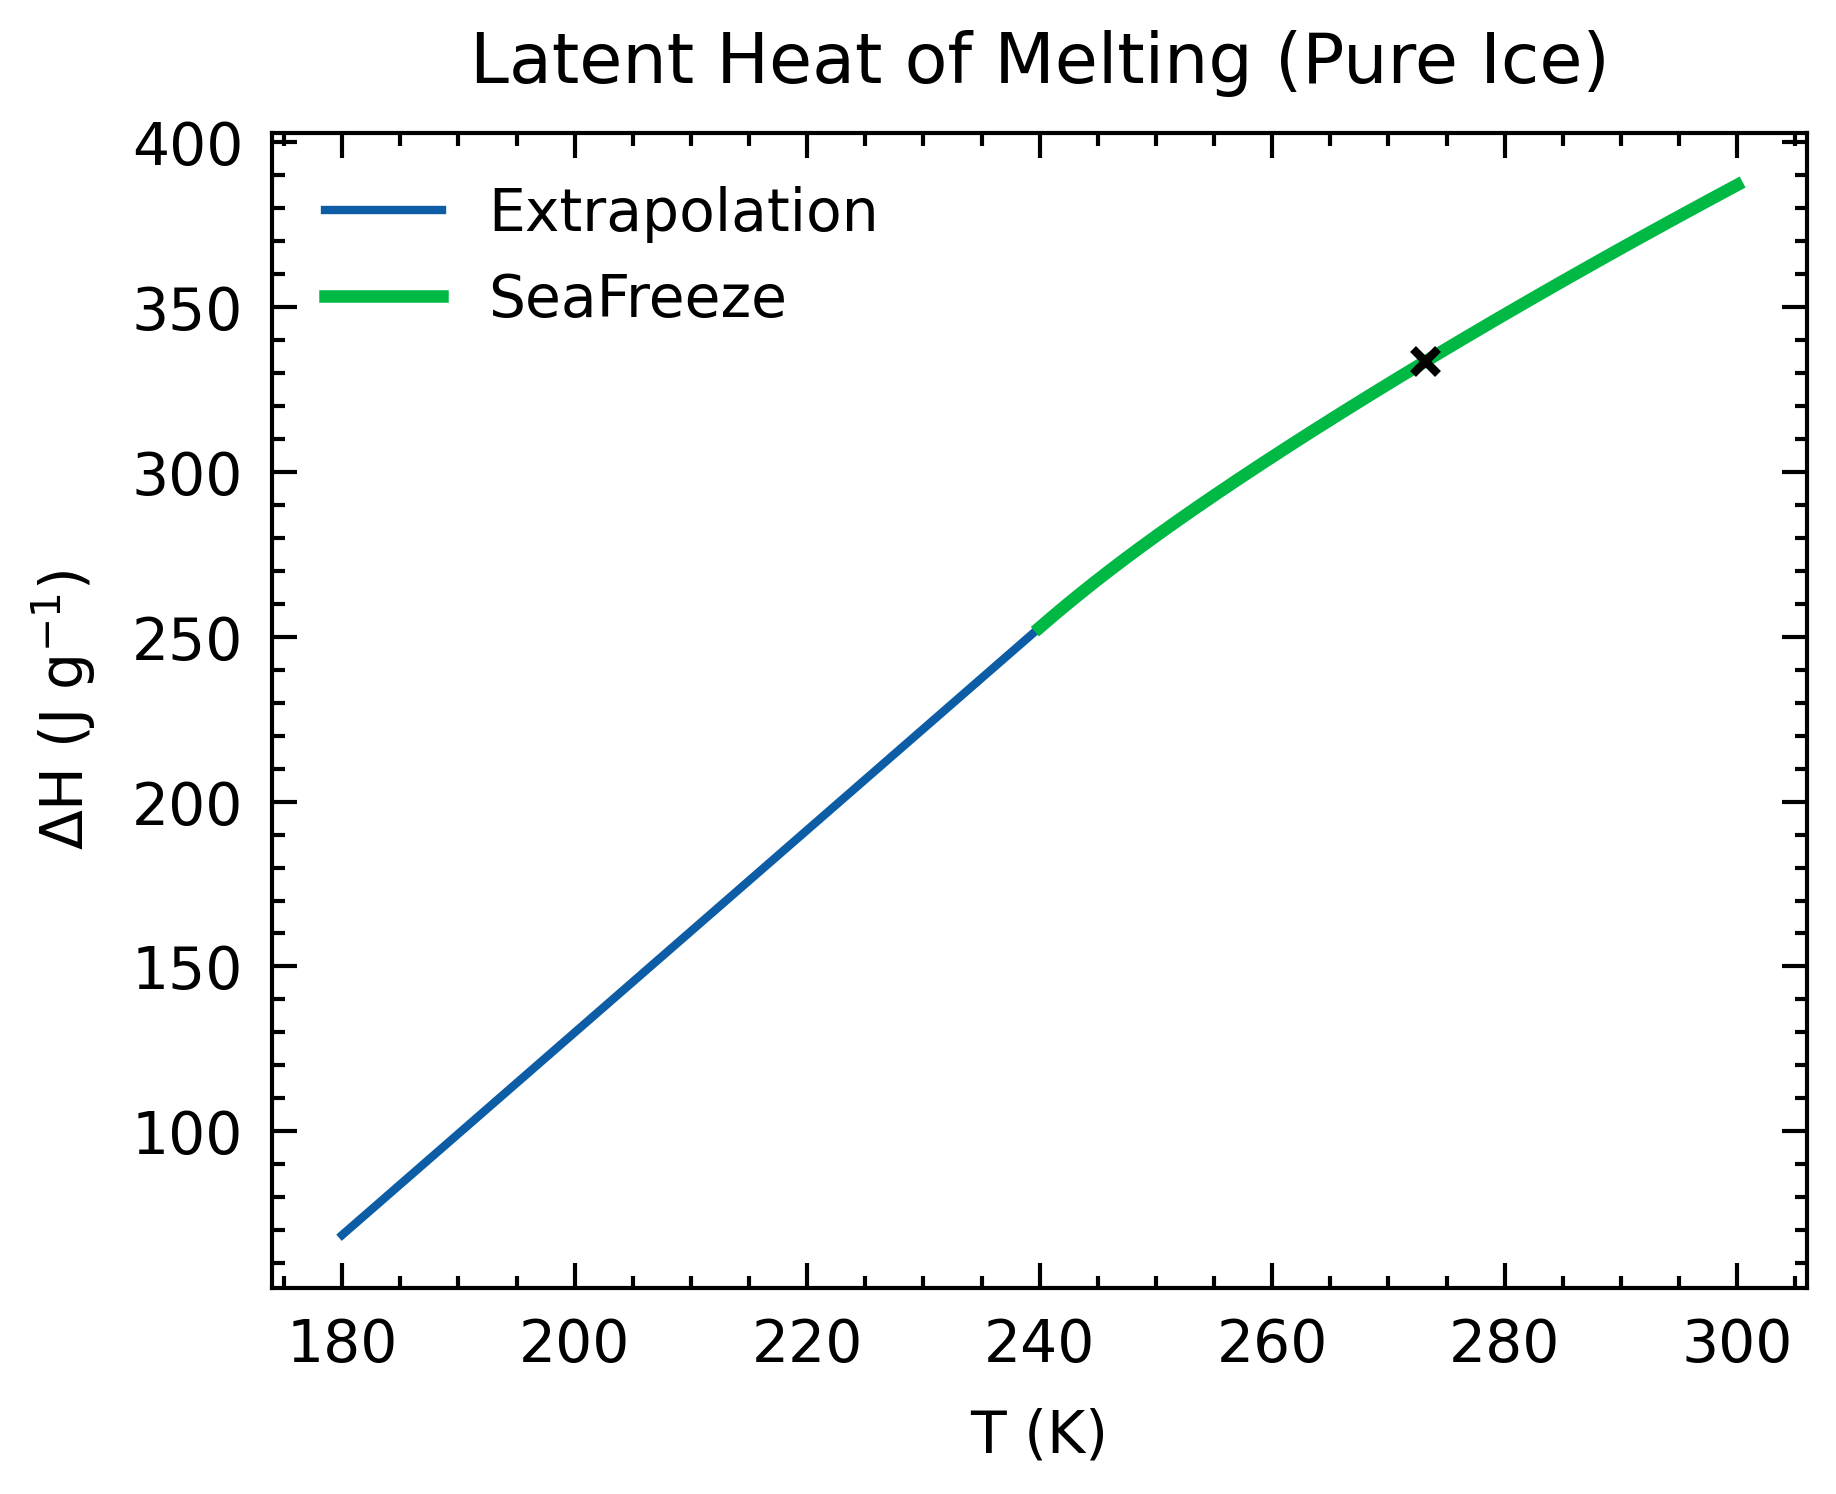 Latent Heat of Melting (Pure Ice)
400
350
300
250
200
150
100
ΔH (J g⁻¹)
Extrapolation
SeaFreeze
180 200 220 240 260 280 300
T (K)